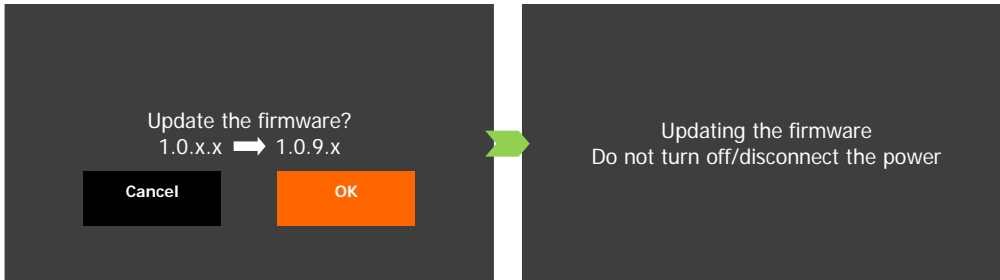 Update the firmware?
1.0.x.x ➡ 1.0.9.x
Cancel
OK
Updating the firmware
Do not turn off/disconnect the power